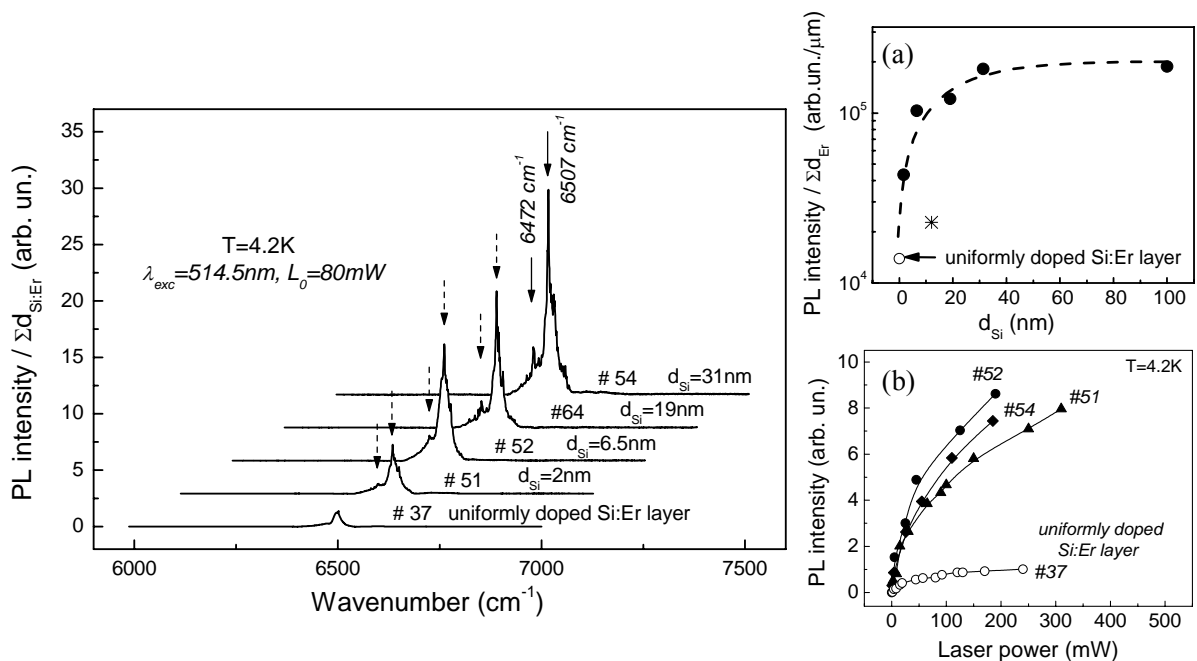 PL intensity / Σd_Si:Er (arb. un.)
35
30
25
20
15
10
5
0
T=4.2K
λ_exc=514.5nm, L_0=80mW
6472 cm⁻¹
6507 cm⁻¹
# 54 d_Si=31nm
#64 d_Si=19nm
# 52 d_Si=6.5nm
# 51 d_Si=2nm
# 37 uniformly doped Si:Er layer
6000 6500 7000 7500
Wavenumber (cm⁻¹)
(a)
PL intensity / Σd_Er (arb.un./μm)
10⁵
10⁴
uniformly doped Si:Er layer
0 20 40 60 80 100
d_Si (nm)
(b)
T=4.2K
PL intensity (arb. un.)
10
8
6
4
2
0
#52
#54
#51
uniformly doped
Si:Er layer
#37
0 100 200 300 400 500
Laser power (mW)